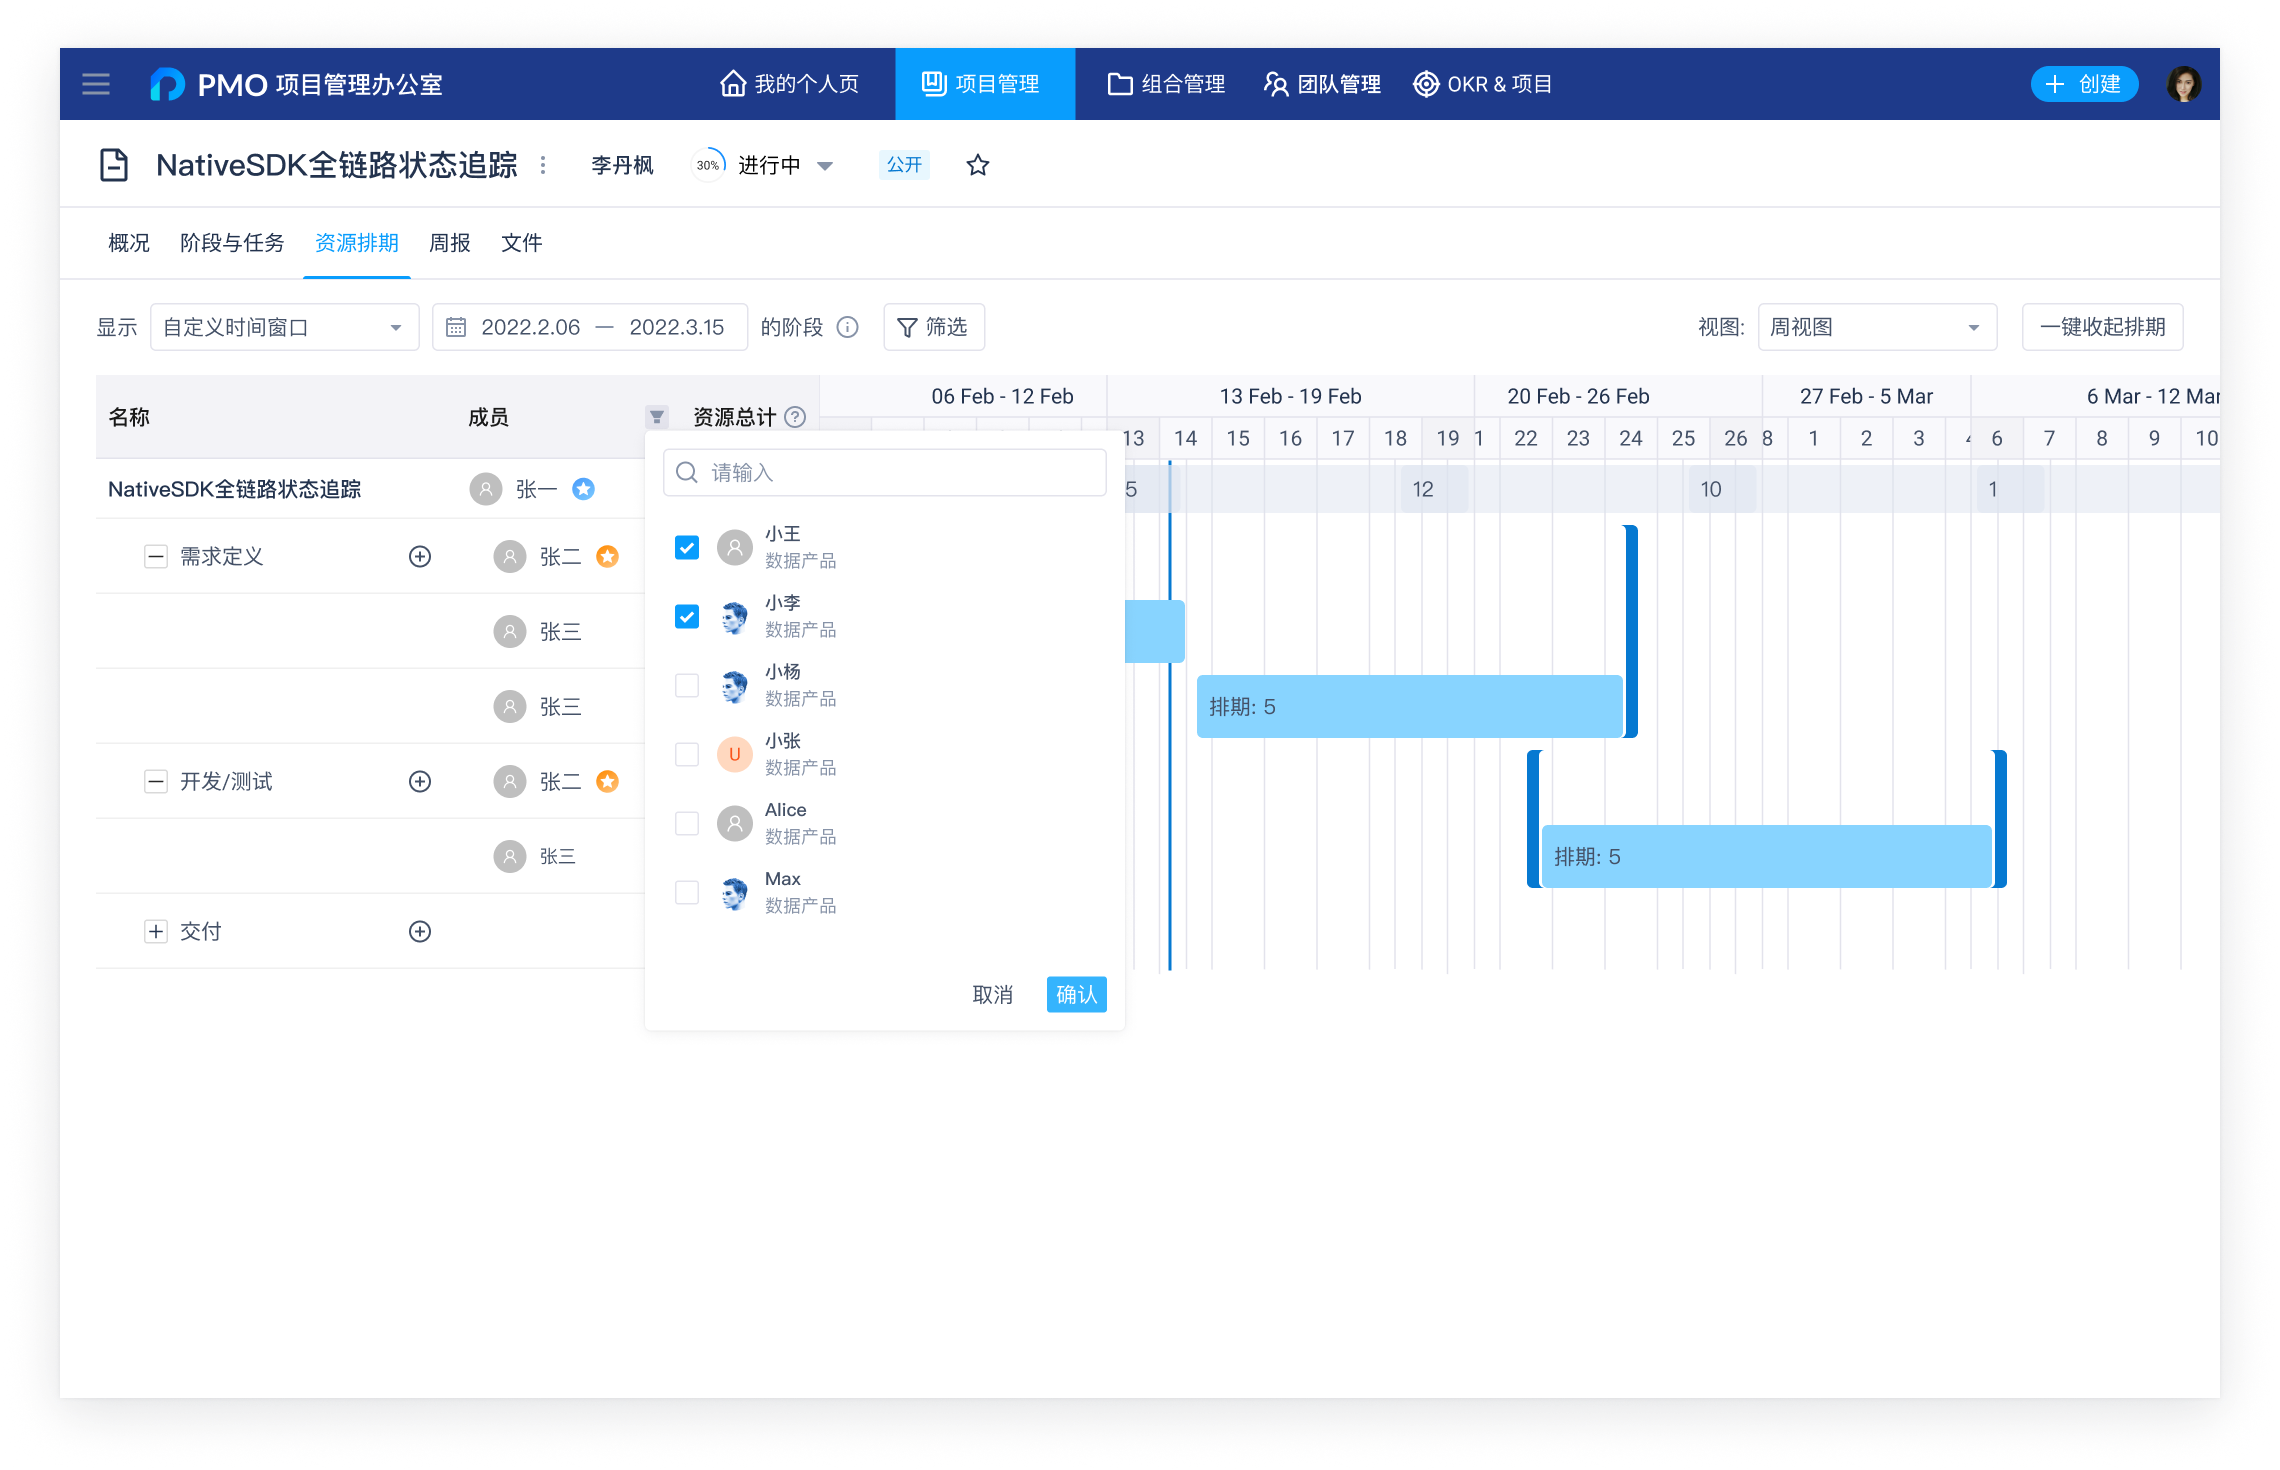 PMO 项目管理办公室
我的个人页
项目管理
组合管理
团队管理
OKR & 项目
创建
NativeSDK全链路状态追踪
李丹枫
30%
进行中
公开
概况
阶段与任务
资源排期
周报
文件
显示
自定义时间窗口
2022.2.06 — 2022.3.15
的阶段
筛选
视图:
周视图
一键收起排期
名称
成员
资源总计
06 Feb - 12 Feb
13 Feb - 19 Feb
20 Feb - 26 Feb
27 Feb - 5 Mar
6 Mar - 12 Mar
13 14 15 16 17 18 19 1 22 23 24 25 26 8 1 2 3 6 7 8 9 10
NativeSDK全链路状态追踪
张一
5
12
10
1
需求定义
张二
张三
张三
排期: 5
开发/测试
张二
张三
排期: 5
交付
请输入
小王
数据产品
小李
数据产品
小杨
数据产品
U
小张
数据产品
Alice
数据产品
Max
数据产品
取消
确认